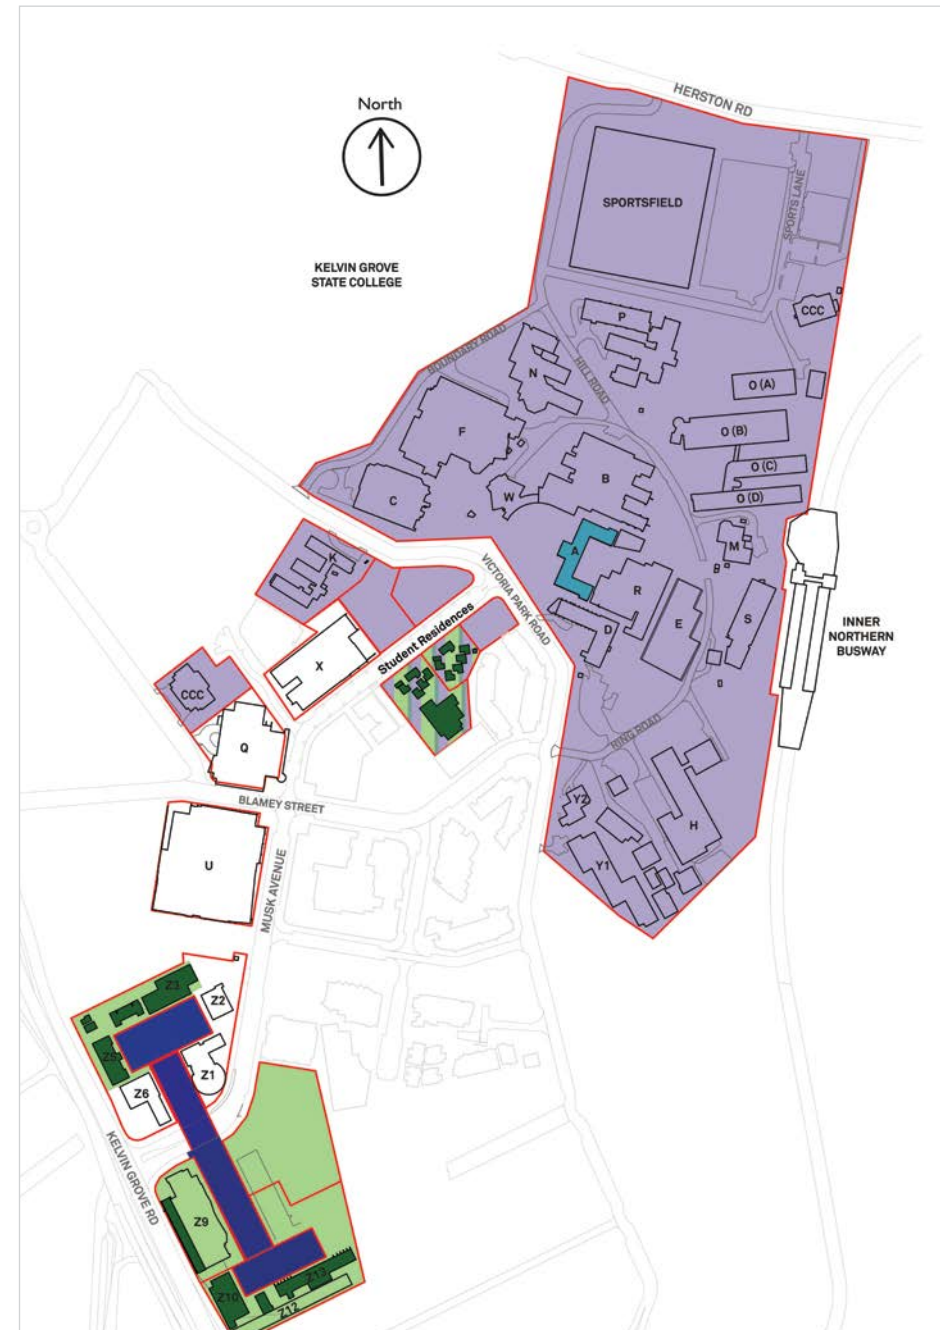 HERSTON RD
North
SPORTS LANE
SPORTSFIELD
KELVIN GROVE
STATE COLLEGE
CCC
P
BOUNDARY ROAD
HILL ROAD
N
O (A)
F
O (B)
O (C)
B
C
W
O (D)
A
M
K
VICTORIA PARK ROAD
R
Student Residences
D
E
S
INNER
NORTHERN
BUSWAY
X
CCC
Q
RING ROAD
BLAMEY STREET
Y2
H
U
Y1
MUSK AVENUE
Z3
Z2
Z5
Z1
Z6
KELVIN GROVE RD
Z9
Z13
Z10
Z12